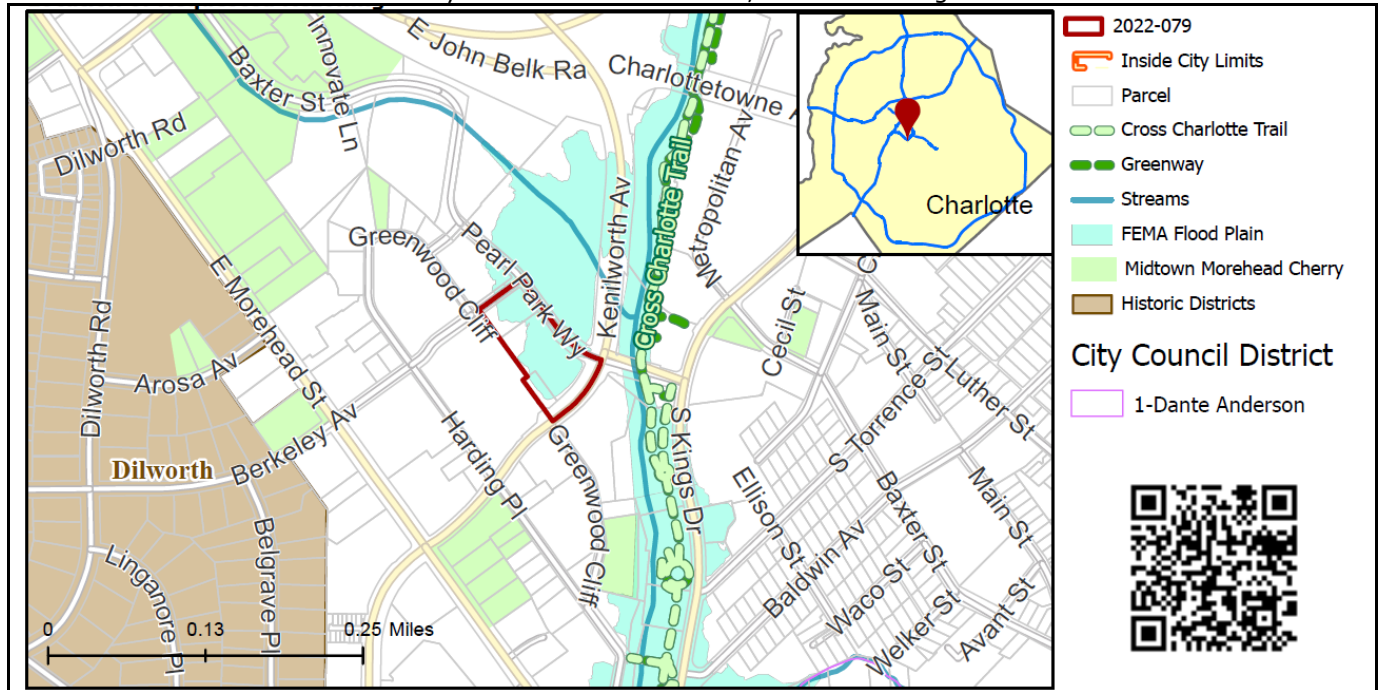 E John Belk Ra
Innovate Ln
Baxter St
Charlottetowne A
Dilworth Rd
Metropolitan Av
Cross Charlotte Trail
Kenilworth Av
Pearl Park Wy
Greenwood Cliff
E Morehead St
Cecil St
Main St
Luther St
S Torrence St
Arosa Av
Dilworth Rd
Berkeley Av
Harding Pl
Greenwood Cliff
S Kings Dr
Dilworth
Belgrave Pl
Linganore Pl
Ellison St
Baldwin Av
Baxter St
Main St
Waco St
Welker St
Avant St
0 0.13 0.25 Miles
Charlotte
2022-079
Inside City Limits
Parcel
Cross Charlotte Trail
Greenway
Streams
FEMA Flood Plain
Midtown Morehead Cherry
Historic Districts
City Council District
1-Dante Anderson